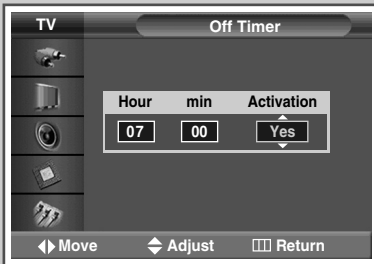 TV Off Timer
Hour min Activation
07 00 Yes
Move Adjust Return